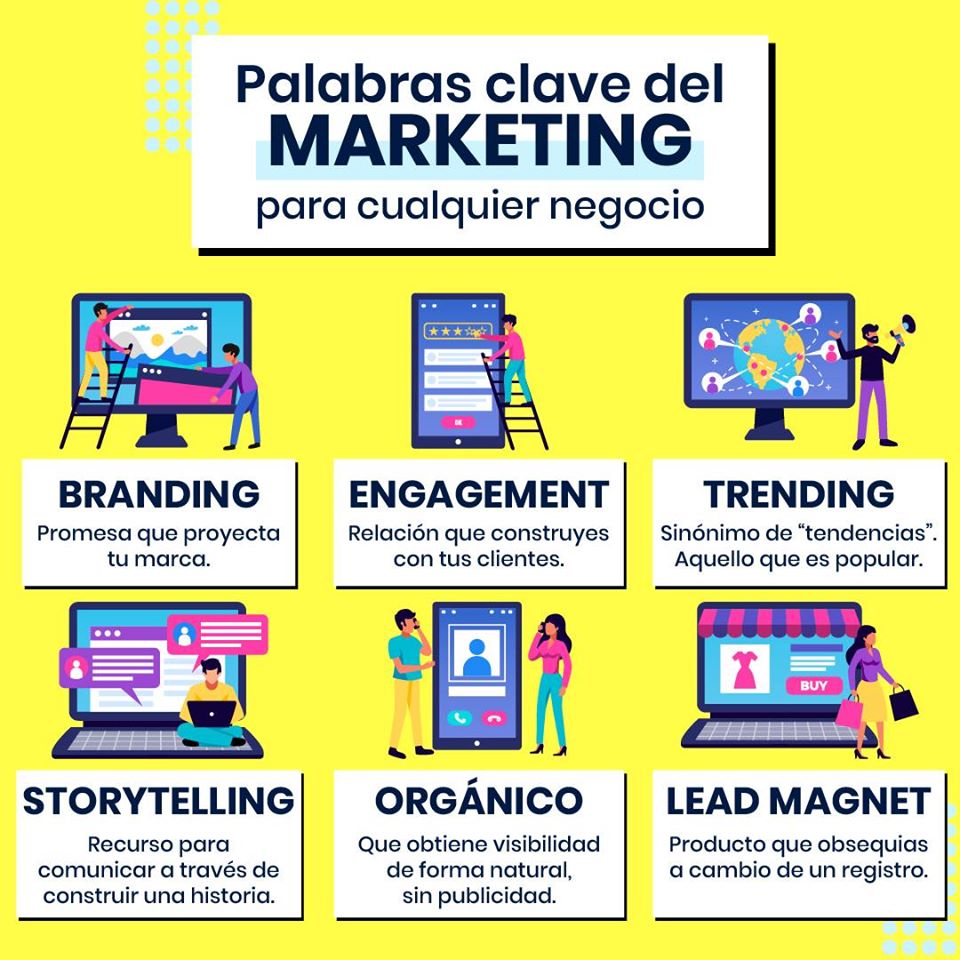 Palabras clave del
MARKETING
para cualquier negocio
BRANDING
Promesa que proyecta
tu marca.
ENGAGEMENT
Relación que construyes
con tus clientes.
TRENDING
Sinónimo de “tendencias”.
Aquello que es popular.
STORYTELLING
Recurso para
comunicar a través de
construir una historia.
ORGÁNICO
Que obtiene visibilidad
de forma natural,
sin publicidad.
BUY
LEAD MAGNET
Producto que obsequias
a cambio de un registro.